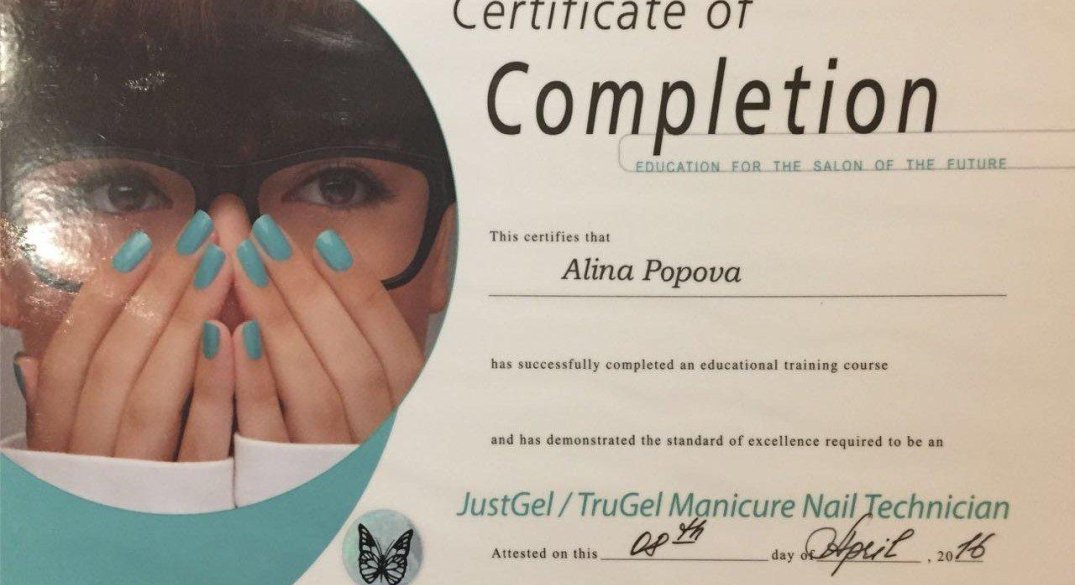 Certificate of
Completion
EDUCATION FOR THE SALON OF THE FUTURE
This certifies that
Alina Popova
has successfully completed an educational training course
and has demonstrated the standard of excellence required to be an
JustGel / TruGel Manicure Nail Technician
Attested on this 08th day of April, 2016